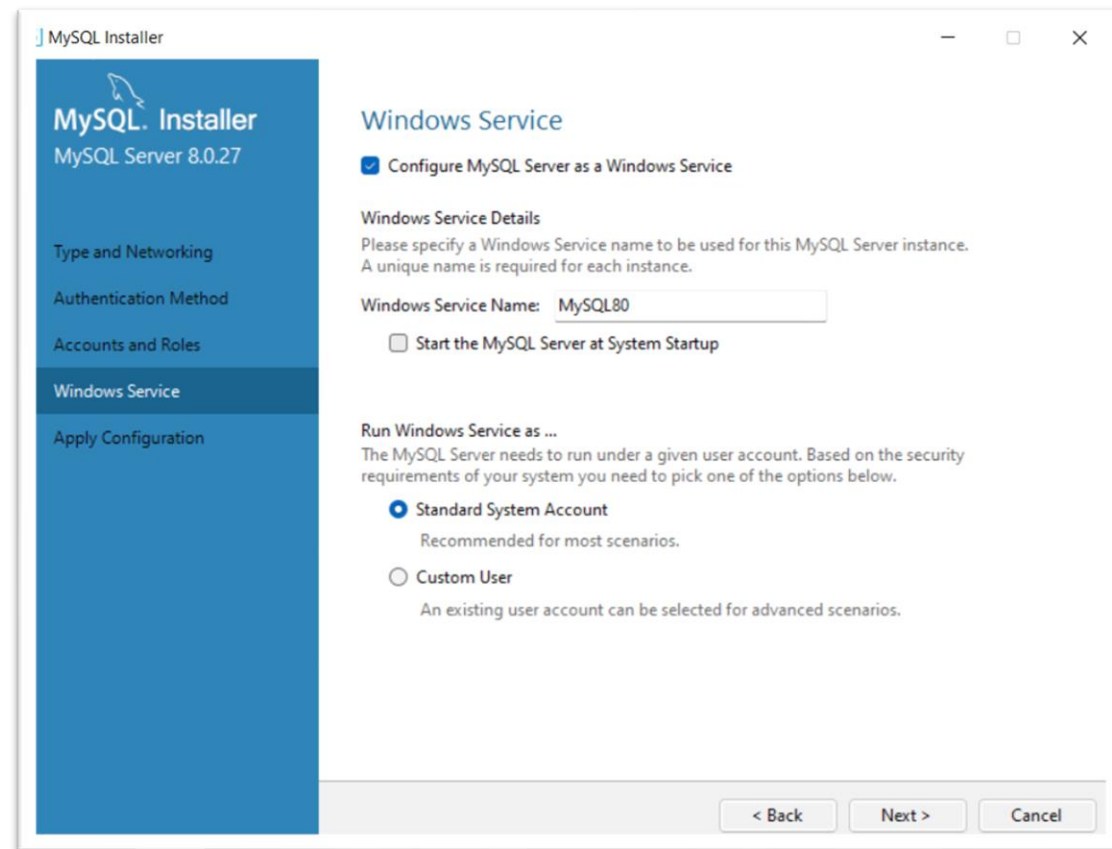 MySQL Installer
MySQL. Installer
MySQL Server 8.0.27
Type and Networking
Authentication Method
Accounts and Roles
Windows Service
Apply Configuration
Windows Service
Configure MySQL Server as a Windows Service
Windows Service Details
Please specify a Windows Service name to be used for this MySQL Server instance.
A unique name is required for each instance.
Windows Service Name: MySQL80
Start the MySQL Server at System Startup
Run Windows Service as ...
The MySQL Server needs to run under a given user account. Based on the security
requirements of your system you need to pick one of the options below.
Standard System Account
Recommended for most scenarios.
Custom User
An existing user account can be selected for advanced scenarios.
< Back Next > Cancel